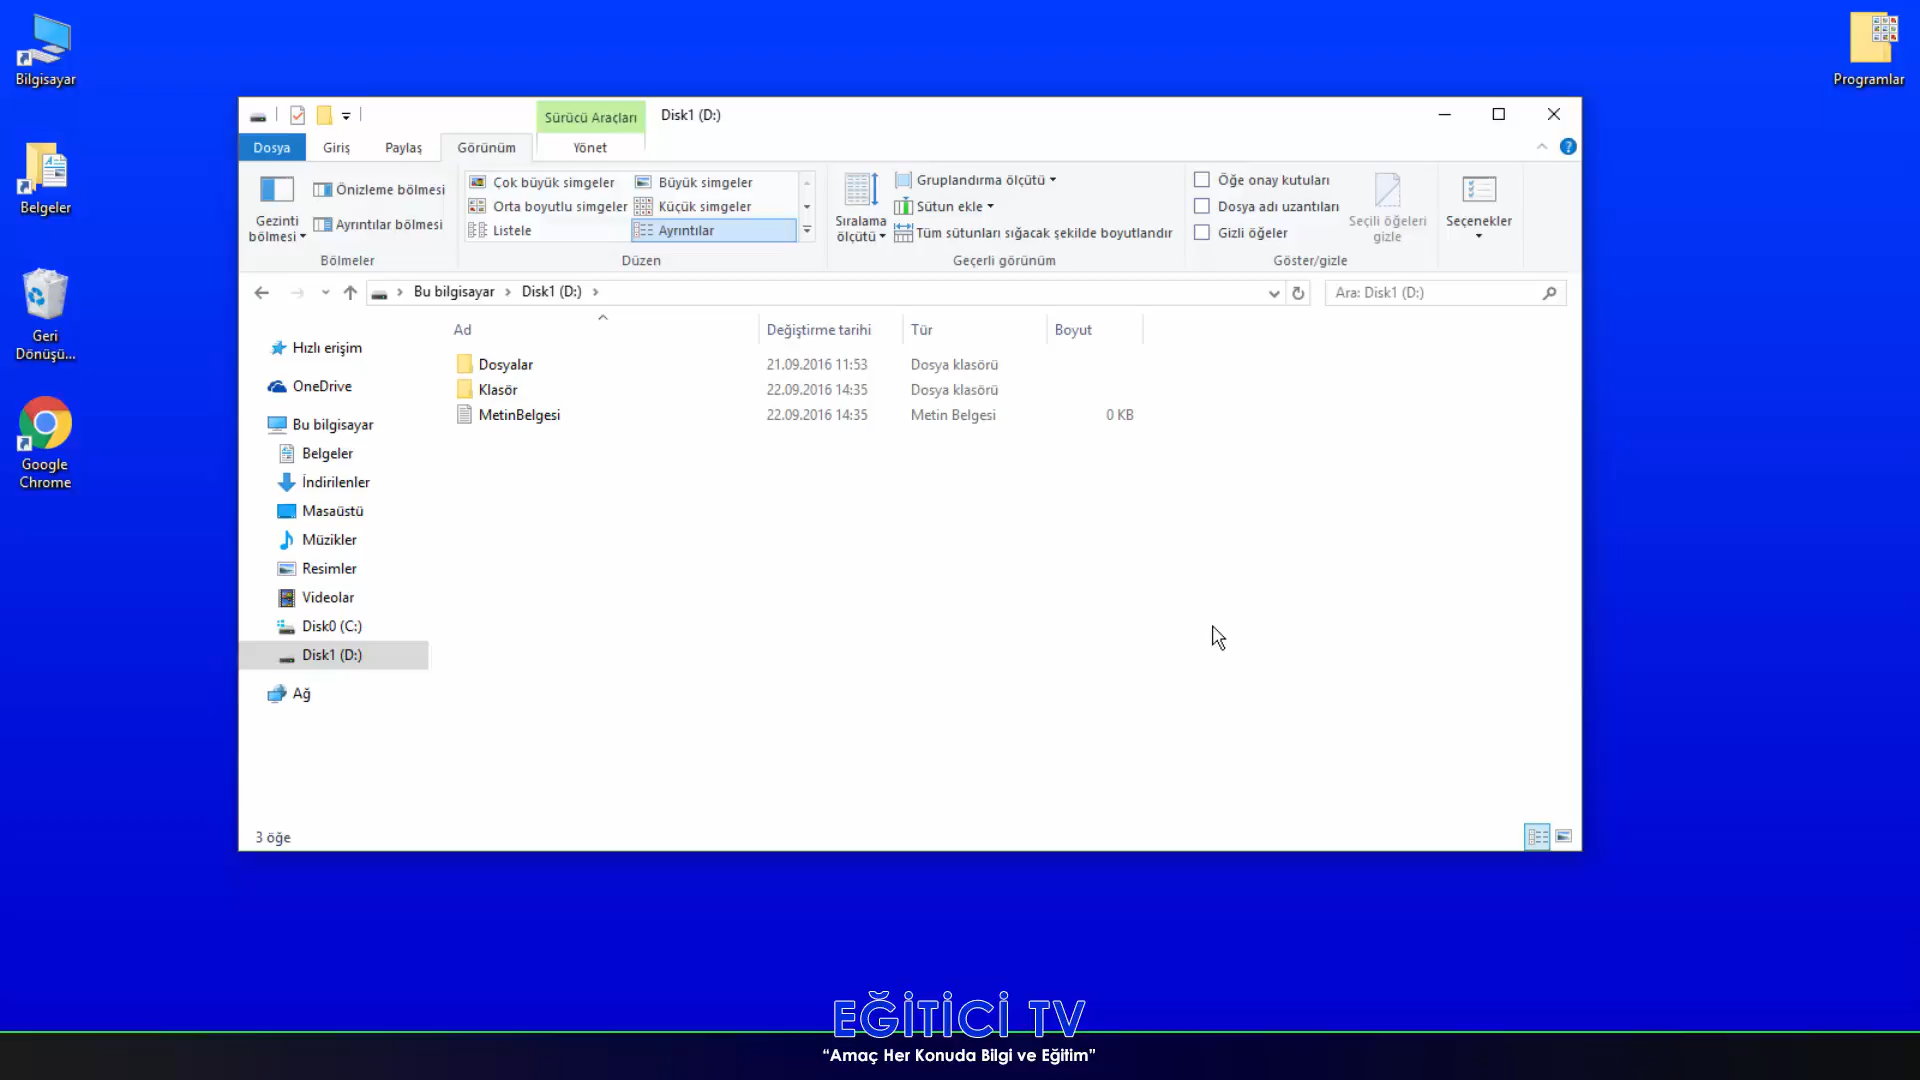 Bilgisayar
Programlar
Belgeler
Geri
Dönüşü...
Google
Chrome
Sürücü Araçları
Disk1 (D:)
Dosya
Giriş
Paylaş
Görünüm
Yönet
Gezinti
bölmesi
Önizleme bölmesi
Ayrıntılar bölmesi
Bölmeler
Çok büyük simgeler
Büyük simgeler
Orta boyutlu simgeler
Küçük simgeler
Listele
Ayrıntılar
Düzen
Sıralama
ölçütü
Gruplandırma ölçütü
Sütun ekle
Tüm sütunları sığacak şekilde boyutlandır
Geçerli görünüm
Öğe onay kutuları
Dosya adı uzantıları
Gizli öğeler
Seçili öğeleri
gizle
Göster/gizle
Seçenekler
Bu bilgisayar
Disk1 (D:)
Ara: Disk1 (D:)
Hızlı erişim
OneDrive
Bu bilgisayar
Belgeler
İndirilenler
Masaüstü
Müzikler
Resimler
Videolar
Disk0 (C:)
Disk1 (D:)
Ağ
Ad Değiştirme tarihi Tür Boyut
Dosyalar 21.09.2016 11:53 Dosya klasörü
Klasör 22.09.2016 14:35 Dosya klasörü
MetinBelgesi 22.09.2016 14:35 Metin Belgesi 0 KB
3 öğe
EĞİTİCİ TV
“Amaç Her Konuda Bilgi ve Eğitim”